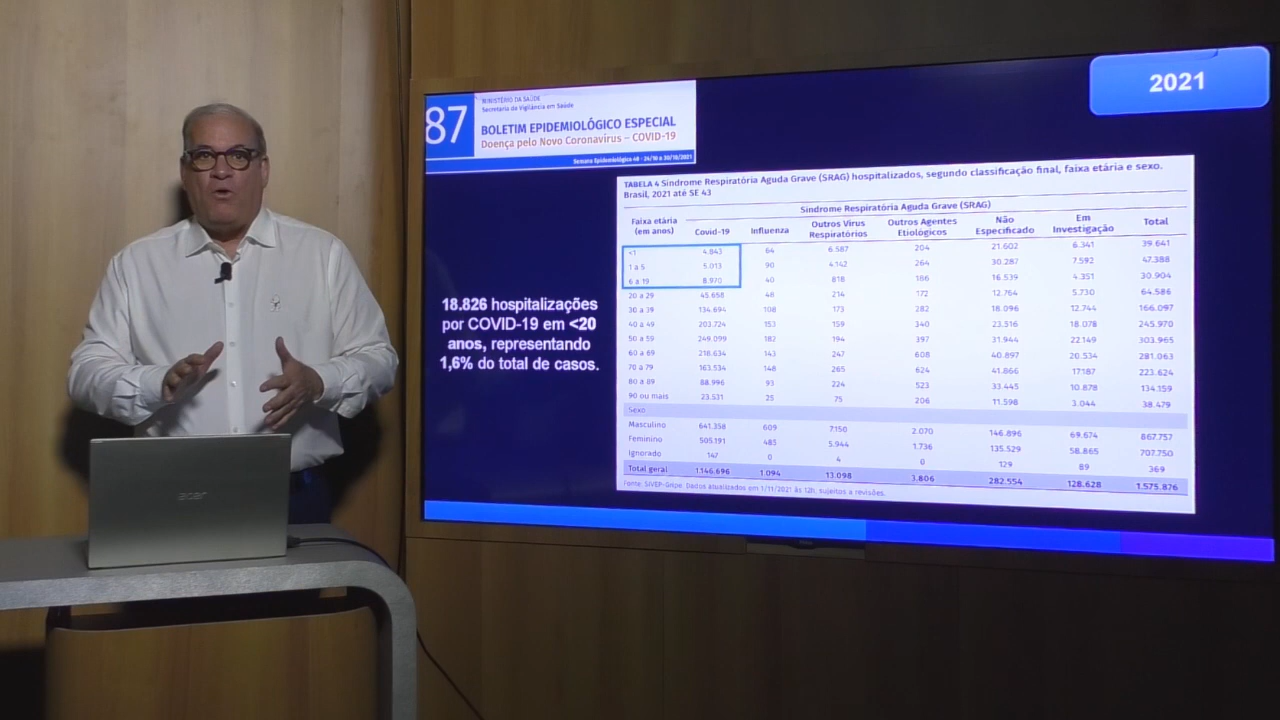 2021
87
MINISTÉRIO DA SAÚDE
Secretaria de Vigilância em Saúde
BOLETIM EPIDEMIOLÓGICO ESPECIAL
Doença pelo Novo Coronavírus – COVID-19
TABELA 4 Síndrome Respiratória Aguda Grave (SRAG) hospitalizados, segundo classificação final, faixa etária e sexo.
Brasil, 2021 até SE 43
Síndrome Respiratória Aguda Grave (SRAG)
Faixa etária (em anos) Covid-19 Influenza Outros Vírus Respiratórios Outros Agentes Etiológicos Não Especificado Em Investigação Total
<1 4.843 64 6.587 204 21.602 6.341 39.641
1 a 5 5.013 90 4.142 264 30.287 7.592 47.388
6 a 19 8.970 40 818 186 16.539 4.351 30.904
20 a 29 45.658 48 214 172 12.764 5.730 64.586
30 a 39 134.694 108 173 282 18.096 12.744 166.097
40 a 49 203.724 153 159 340 23.516 18.078 245.970
50 a 59 249.099 182 194 397 31.944 22149 303.965
60 a 69 218.634 143 247 608 40.897 20.534 281.063
70 a 79 163.534 148 265 624 41.866 17187 223.624
80 a 89 88.996 93 224 523 33.445 10.878 134.159
90 ou mais 23.531 25 75 206 11.598 3.044 38.479
Sexo
Masculino 641.358 609 7.150 2.070 146.896 69.674 867.757
Feminino 505.191 485 5.944 1.736 135.529 58.865 707.750
Ignorado 147 0 4 0 129 89 369
Total geral 1.146.696 1.094 13.098 3.806 282.554 128.628 1.575.876
Fonte: SIVEP-Gripe. Dados atualizados em 1/11/2021 às 12h, sujeitos a revisões.
18.826 hospitalizações
por COVID-19 em <20
anos, representando
1,6% do total de casos.
acer